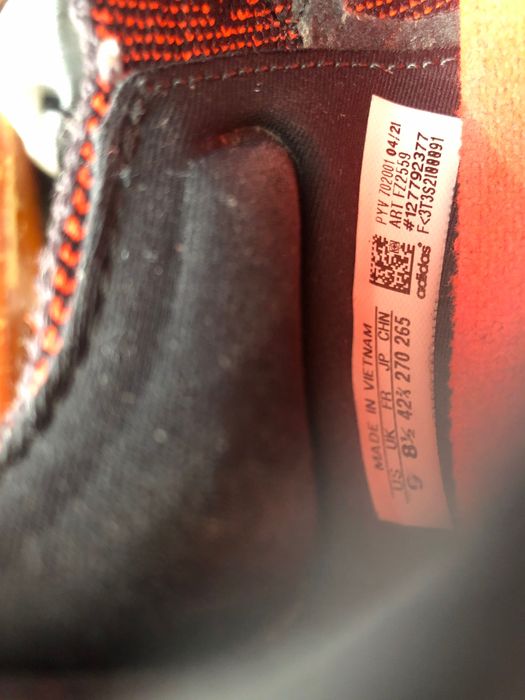 PYV 702001 04/21
ART FZ2559
#127792377
F<3T3S2100091
adidas
MADE IN VIETNAM
US UK FR JP CHN
9 8½ 42⅔ 270 265